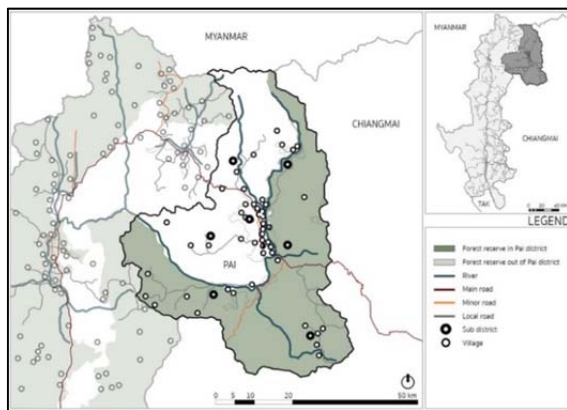 MYANMAR
CHIANGMAI
PAI
0 5 10 20 50 km
MYANMAR
CHIANGMAI
TAK
LEGEND
Forest reserve in Pai district
Forest reserve out of Pai district
River
Main road
Minor road
Local road
Sub district
Village